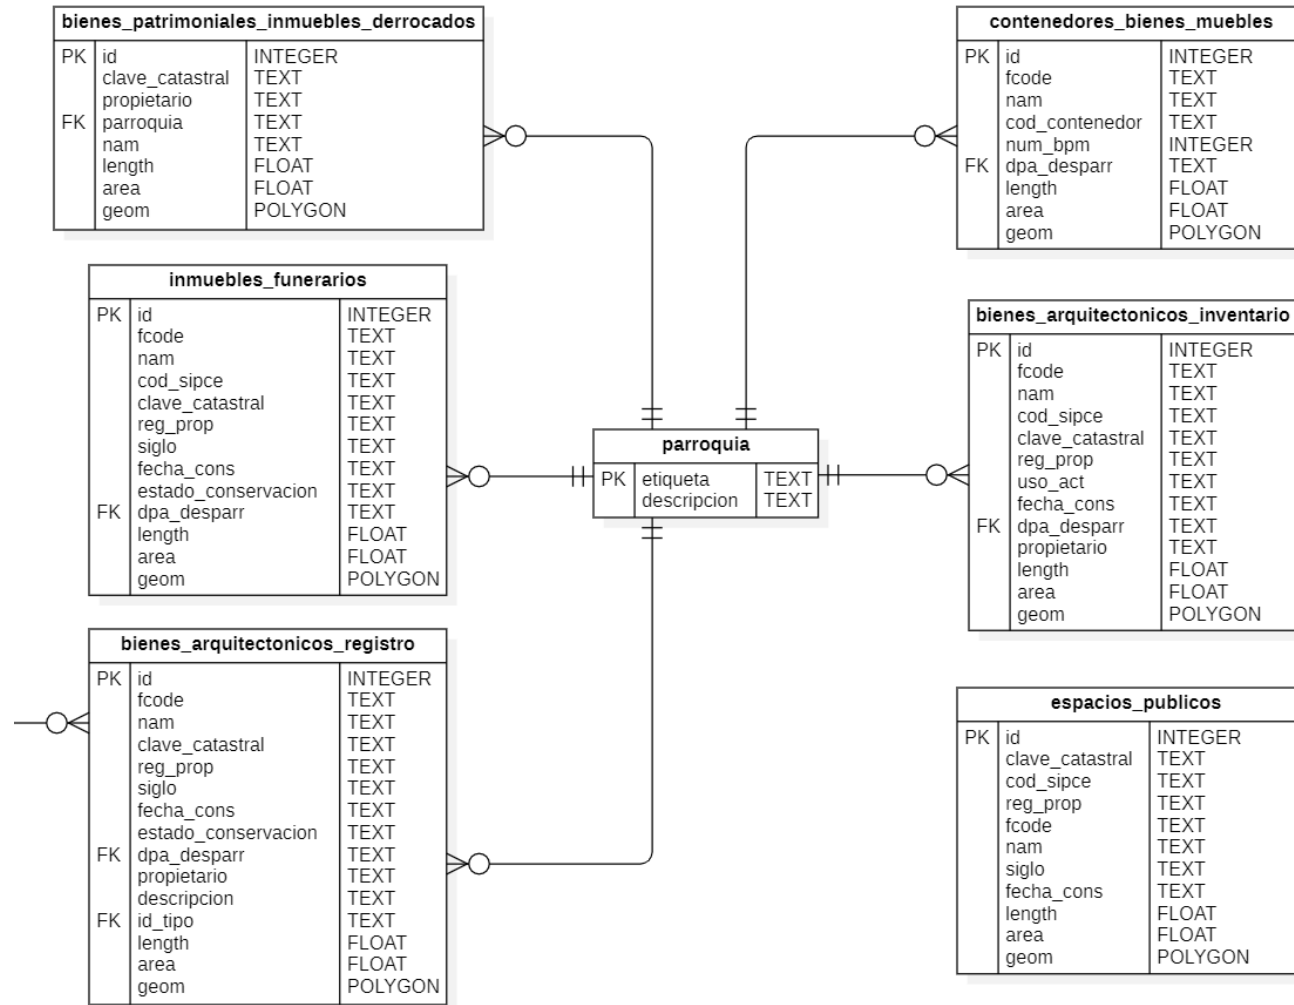 bienes_patrimoniales_inmuebles_derrocados
PK id INTEGER
clave_catastral TEXT
propietario TEXT
FK parroquia TEXT
nam TEXT
length FLOAT
area FLOAT
geom POLYGON
contenedores_bienes_muebles
PK id INTEGER
fcode TEXT
nam TEXT
cod_contenedor TEXT
num_bpm INTEGER
FK dpa_desparr TEXT
length FLOAT
area FLOAT
geom POLYGON
inmuebles_funerarios
PK id INTEGER
fcode TEXT
nam TEXT
cod_sipce TEXT
clave_catastral TEXT
reg_prop TEXT
siglo TEXT
fecha_cons TEXT
estado_conservacion TEXT
FK dpa_desparr TEXT
length FLOAT
area FLOAT
geom POLYGON
parroquia
PK etiqueta TEXT
descripcion TEXT
bienes_arquitectonicos_inventario
PK id INTEGER
fcode TEXT
nam TEXT
cod_sipce TEXT
clave_catastral TEXT
reg_prop TEXT
uso_act TEXT
fecha_cons TEXT
FK dpa_desparr TEXT
propietario TEXT
length FLOAT
area FLOAT
geom POLYGON
bienes_arquitectonicos_registro
PK id INTEGER
fcode TEXT
nam TEXT
clave_catastral TEXT
reg_prop TEXT
siglo TEXT
fecha_cons TEXT
estado_conservacion TEXT
FK dpa_desparr TEXT
propietario TEXT
descripcion TEXT
FK id_tipo TEXT
length FLOAT
area FLOAT
geom POLYGON
espacios_publicos
PK id INTEGER
clave_catastral TEXT
cod_sipce TEXT
reg_prop TEXT
fcode TEXT
nam TEXT
siglo TEXT
fecha_cons TEXT
length FLOAT
area FLOAT
geom POLYGON